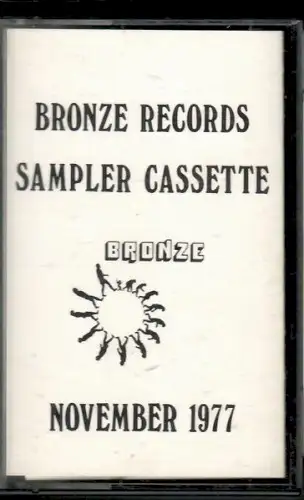 BRONZE RECORDS
SAMPLER CASSETTE
BRONZE
NOVEMBER 1977